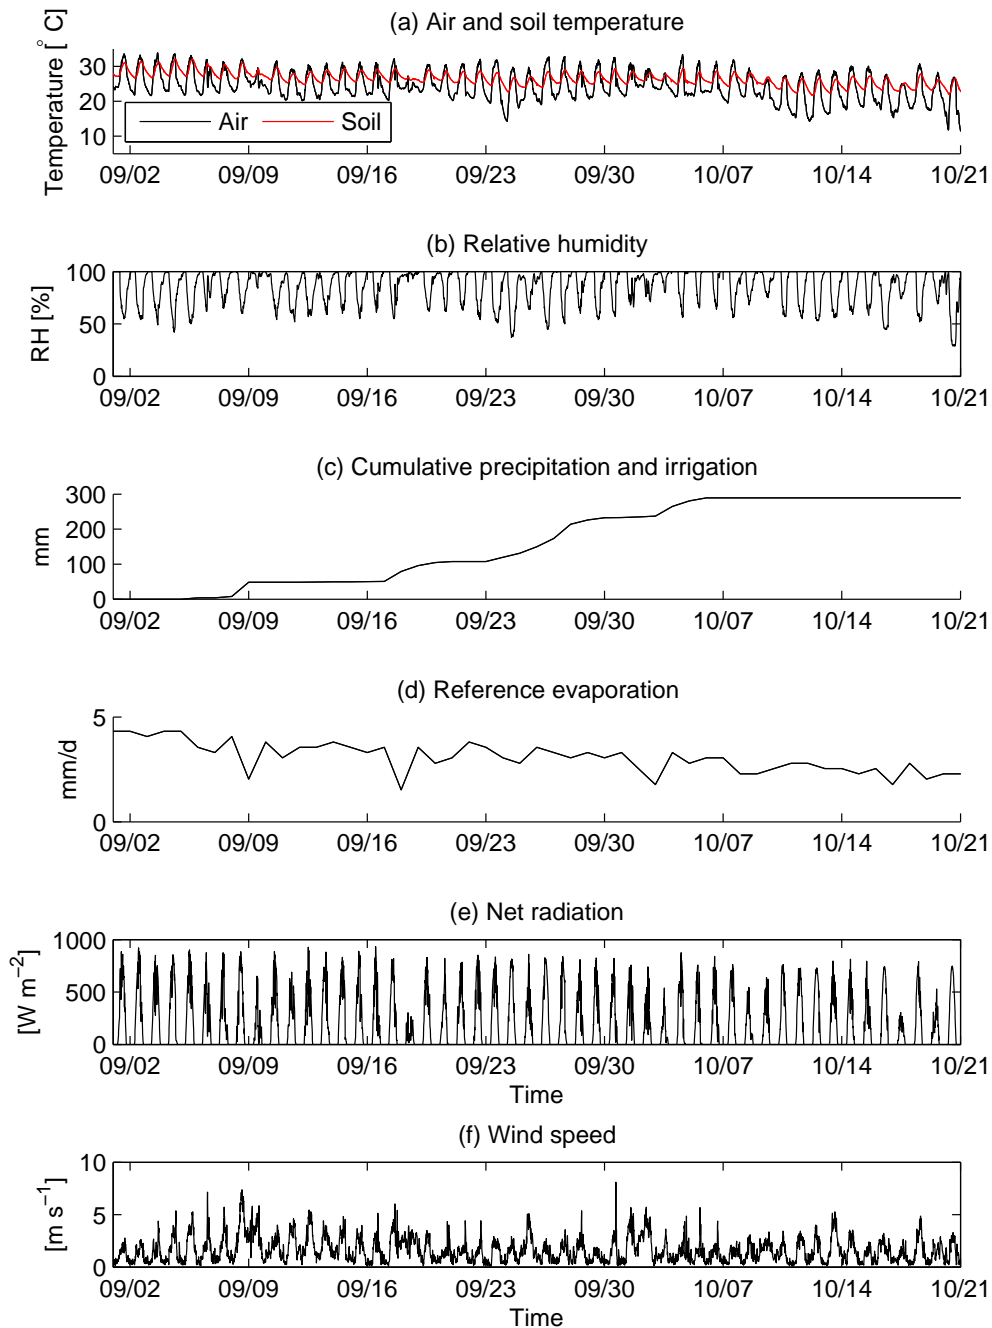 (a) Air and soil temperature
Temperature [ ° C]
30
20
10
Air
Soil
09/02 09/09 09/16 09/23 09/30 10/07 10/14 10/21
(b) Relative humidity
RH [%]
100
50
0
09/02 09/09 09/16 09/23 09/30 10/07 10/14 10/21
(c) Cumulative precipitation and irrigation
mm
300
200
100
0
09/02 09/09 09/16 09/23 09/30 10/07 10/14 10/21
(d) Reference evaporation
mm/d
5
0
09/02 09/09 09/16 09/23 09/30 10/07 10/14 10/21
(e) Net radiation
[W m⁻²]
1000
500
0
09/02 09/09 09/16 09/23 09/30 10/07 10/14 10/21
Time
(f) Wind speed
[m s⁻¹]
10
5
0
09/02 09/09 09/16 09/23 09/30 10/07 10/14 10/21
Time